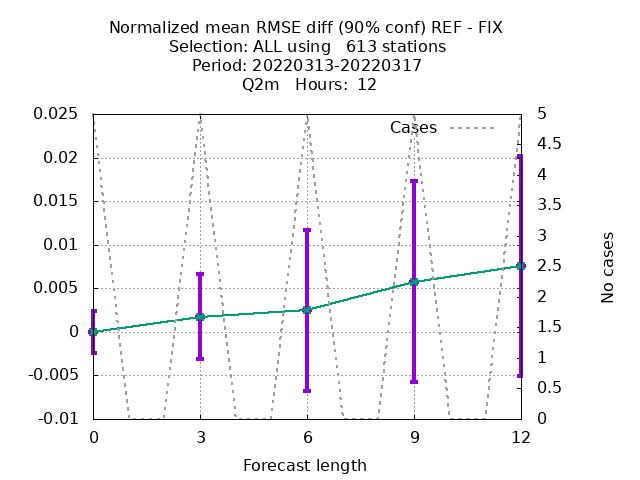 Normalized mean RMSE diff (90% conf) REF - FIX
Selection: ALL using   613 stations
Period: 20220313-20220317
Q2m   Hours:  12
Cases
0.025
0.02
0.015
0.01
0.005
0
-0.005
-0.01
5
4.5
4
3.5
3
2.5
2
1.5
1
0.5
0
No cases
0 3 6 9 12
Forecast length